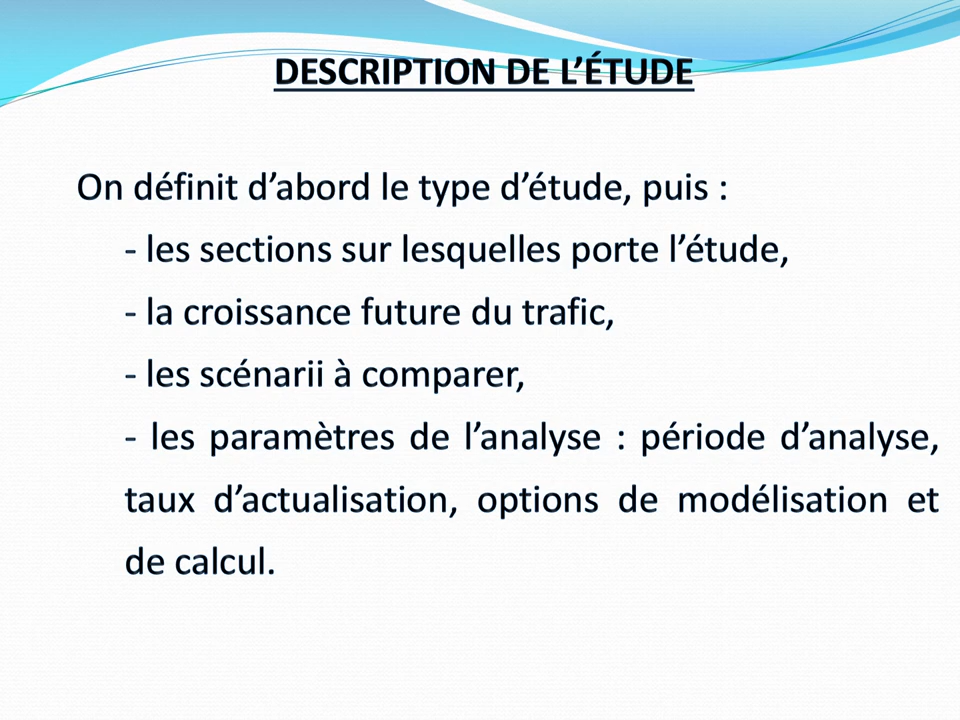 DESCRIPTION DE L’ÉTUDE
On définit d’abord le type d’étude, puis :
- les sections sur lesquelles porte l’étude,
- la croissance future du trafic,
- les scénarii à comparer,
- les paramètres de l’analyse : période d’analyse,
taux d’actualisation, options de modélisation et
de calcul.